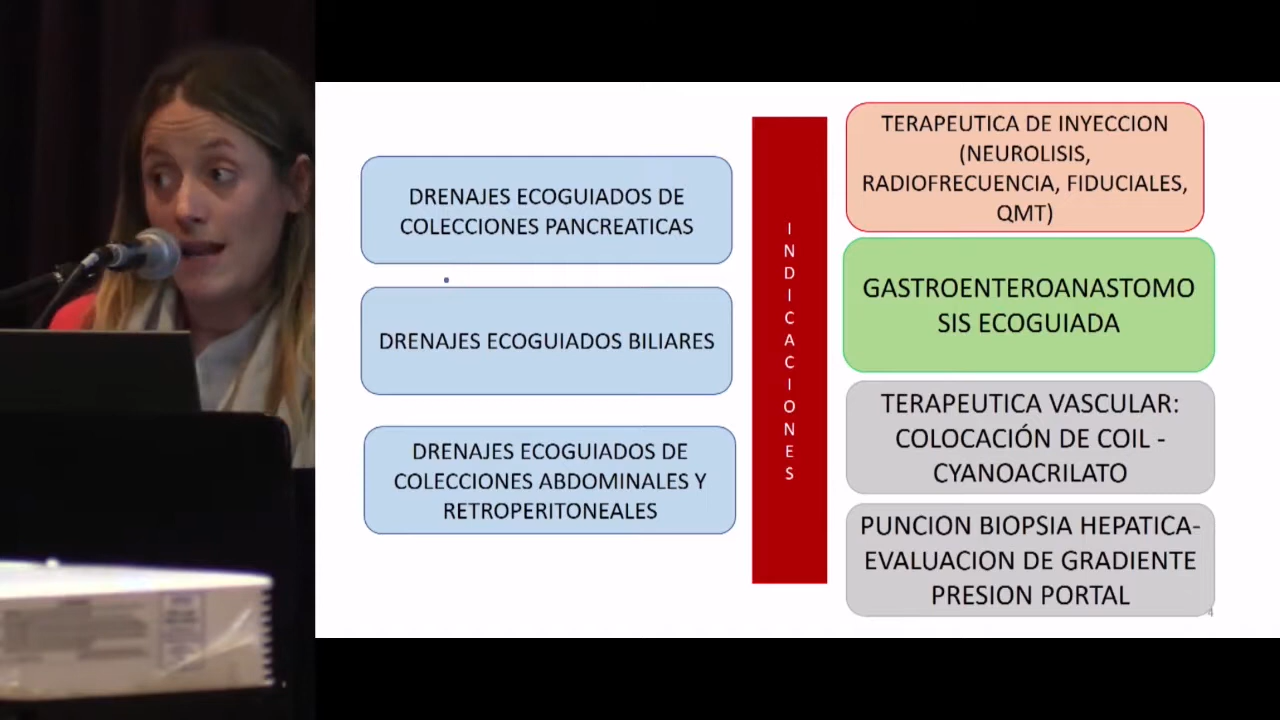 DRENAJES ECOGUIADOS DE
COLECCIONES PANCREATICAS
DRENAJES ECOGUIADOS BILIARES
DRENAJES ECOGUIADOS DE
COLECCIONES ABDOMINALES Y
RETROPERITONEALES
INDICACIONES
TERAPEUTICA DE INYECCION
(NEUROLISIS,
RADIOFRECUENCIA, FIDUCIALES,
QMT)
GASTROENTEROANASTOMO
SIS ECOGUIADA
TERAPEUTICA VASCULAR:
COLOCACIÓN DE COIL -
CYANOACRILATO
PUNCION BIOPSIA HEPATICA-
EVALUACION DE GRADIENTE
PRESION PORTAL
4